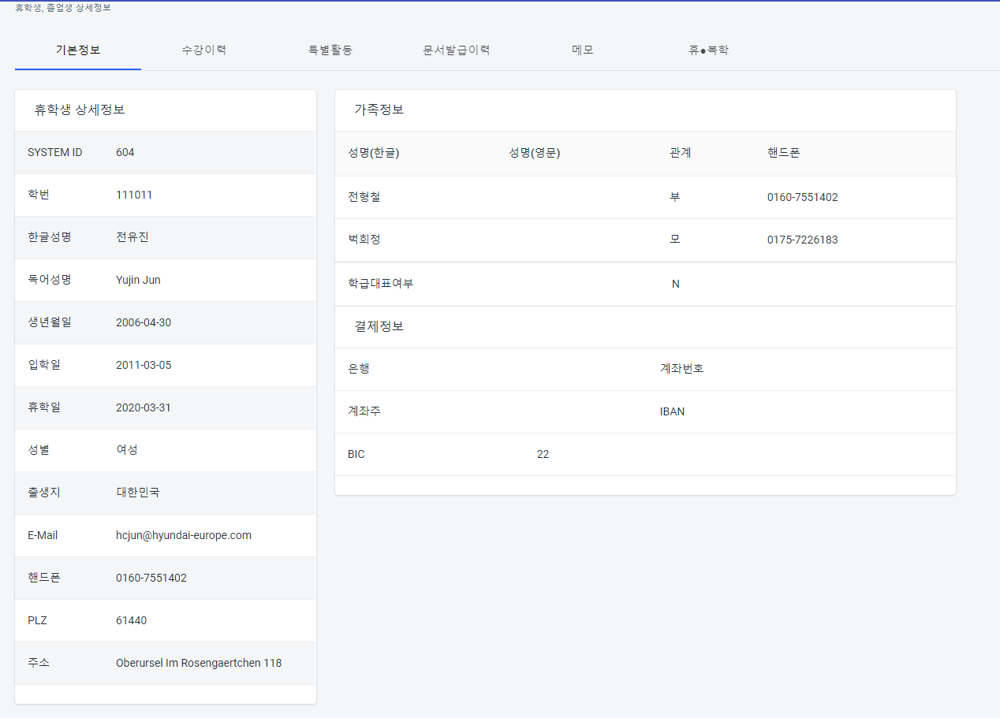 휴학생, 졸업생 상세정보
기본정보 수강이력 특별활동 문서발급이력 메모 휴●복학
휴학생 상세정보
SYSTEM ID 604
학번 111011
한글성명 전유진
독어성명 Yujin Jun
생년월일 2006-04-30
입학일 2011-03-05
휴학일 2020-03-31
성별 여성
출생지 대한민국
E-Mail hcjun@hyundai-europe.com
핸드폰 0160-7551402
PLZ 61440
주소 Oberursel Im Rosengaertchen 118
가족정보
성명(한글) 성명(영문) 관계 핸드폰
전형철 부 0160-7551402
벅희정 모 0175-7226183
학급대표여부 N
결제정보
은행 계좌번호
계좌주 IBAN
BIC 22